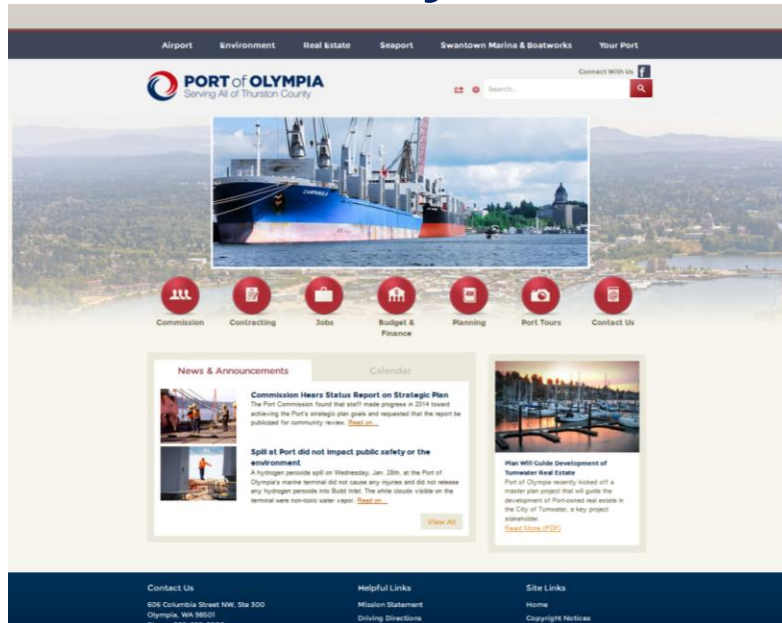 Airport Environment Real Estate Seaport Swantown Marina & Boatworks Your Port
Connect With Us
PORT of OLYMPIA
Serving All of Thurston County
Search...
Commission Contracting Jobs Budget & Finance Planning Port Tours Contact Us
News & Announcements Calendar
Commission Hears Status Report on Strategic Plan
The Port Commission found that staff made progress in 2014 toward
achieving the Port's strategic plan goals and requested that the report be
publicized for community review. Read on...
Spill at Port did not impact public safety or the
environment
A hydrogen peroxide spill on Wednesday, Jan. 28th, at the Port of
Olympia's marine terminal did not cause any injuries and did not release
any hydrogen peroxide into Budd Inlet. The white clouds visible on the
terminal were non-toxic water vapor. Read on...
View All
Plan Will Guide Development of
Tumwater Real Estate
Port of Olympia recently kicked off a
master plan project that will guide the
development of Port-owned real estate in
the City of Tumwater, a key project
stakeholder.
Read More (PDF)
Contact Us Helpful Links Site Links
606 Columbia Street NW, Ste 300 Mission Statement Home
Olympia, WA 98501 Driving Directions Copyright Notices